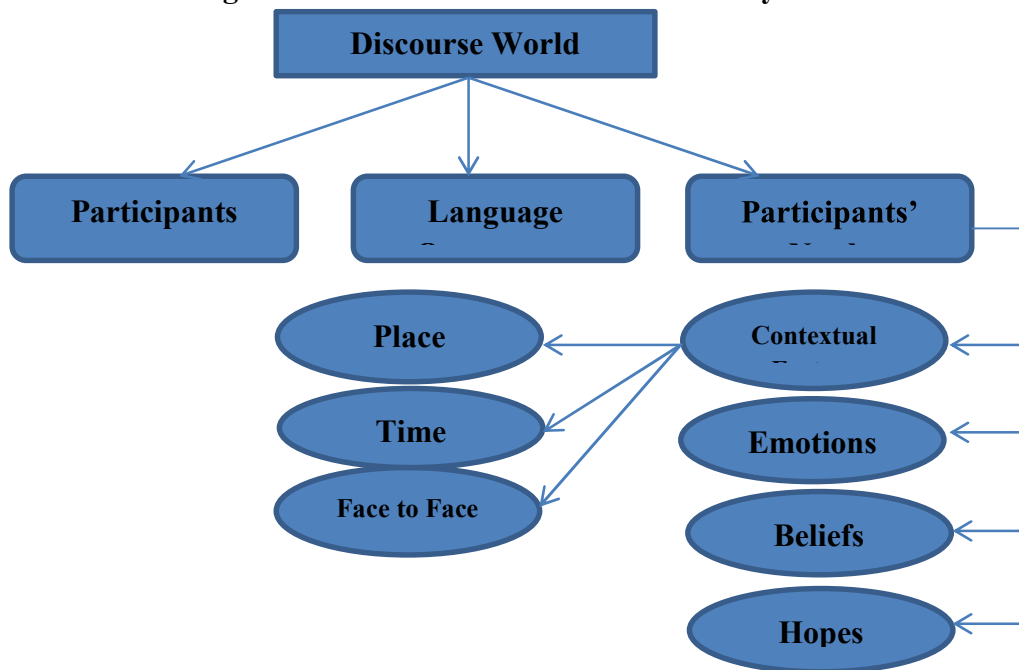 Discourse World
Participants
Language
Participants’
Place
Contextual
Time
Emotions
Face to Face
Beliefs
Hopes